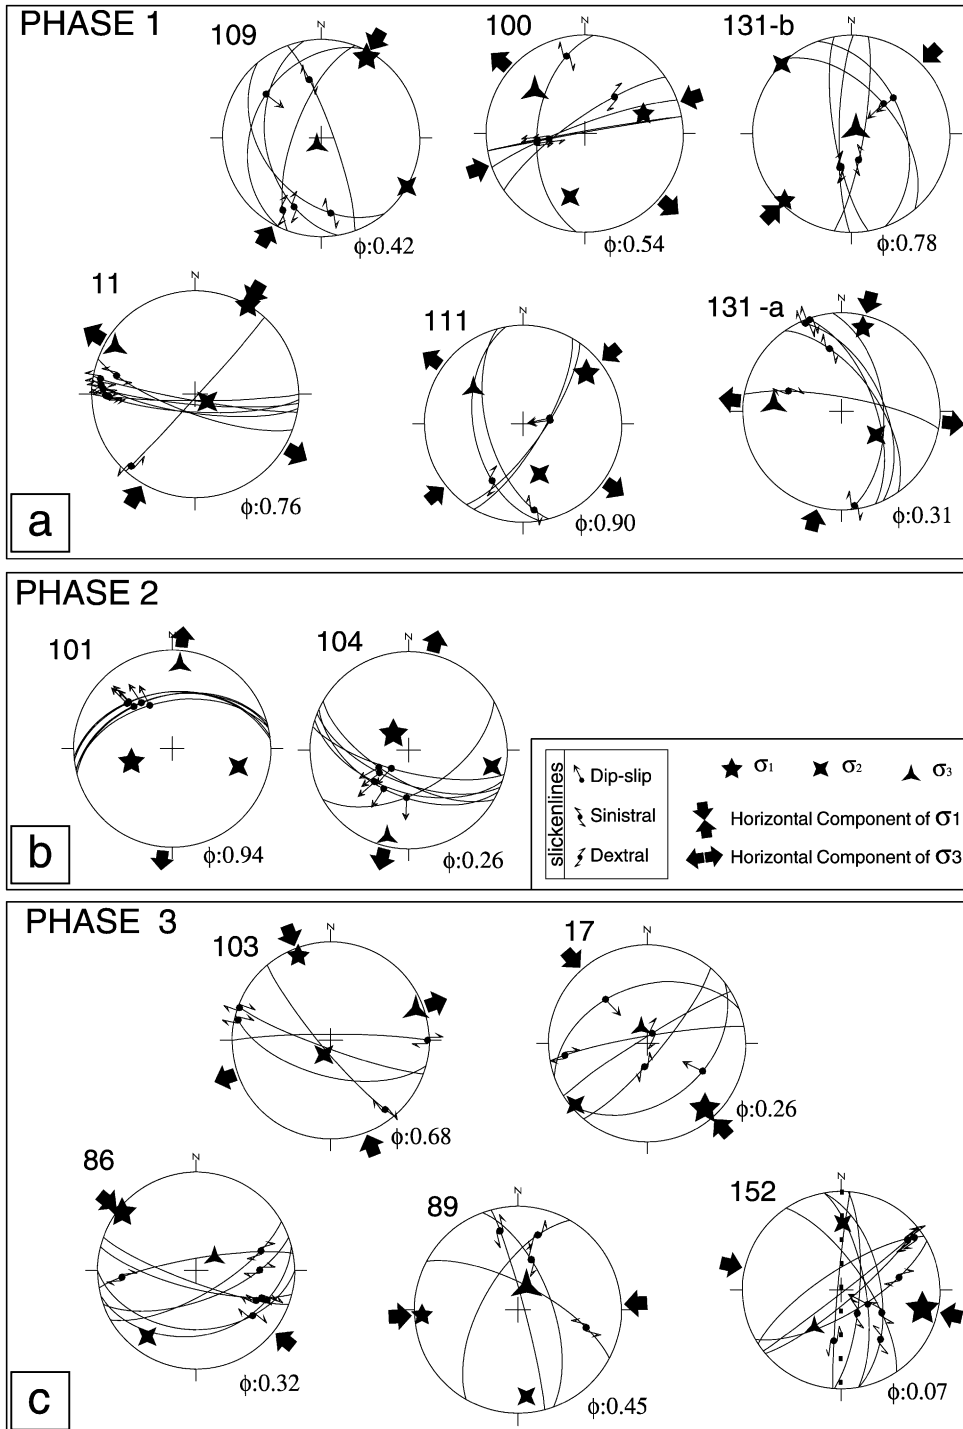 PHASE 1
109
100
131-b
N
N
N
ϕ:0.42
ϕ:0.54
ϕ:0.78
11
111
131 -a
N
N
N
ϕ:0.76
ϕ:0.90
ϕ:0.31
a
PHASE 2
101
104
N
N
ϕ:0.94
ϕ:0.26
b
slickenlines
Dip-slip
Sinistral
Dextral
σ1
σ2
σ3
Horizontal Component of σ1
Horizontal Component of σ3
PHASE 3
103
17
N
N
ϕ:0.68
ϕ:0.26
86
89
152
N
N
N
ϕ:0.32
ϕ:0.45
ϕ:0.07
c